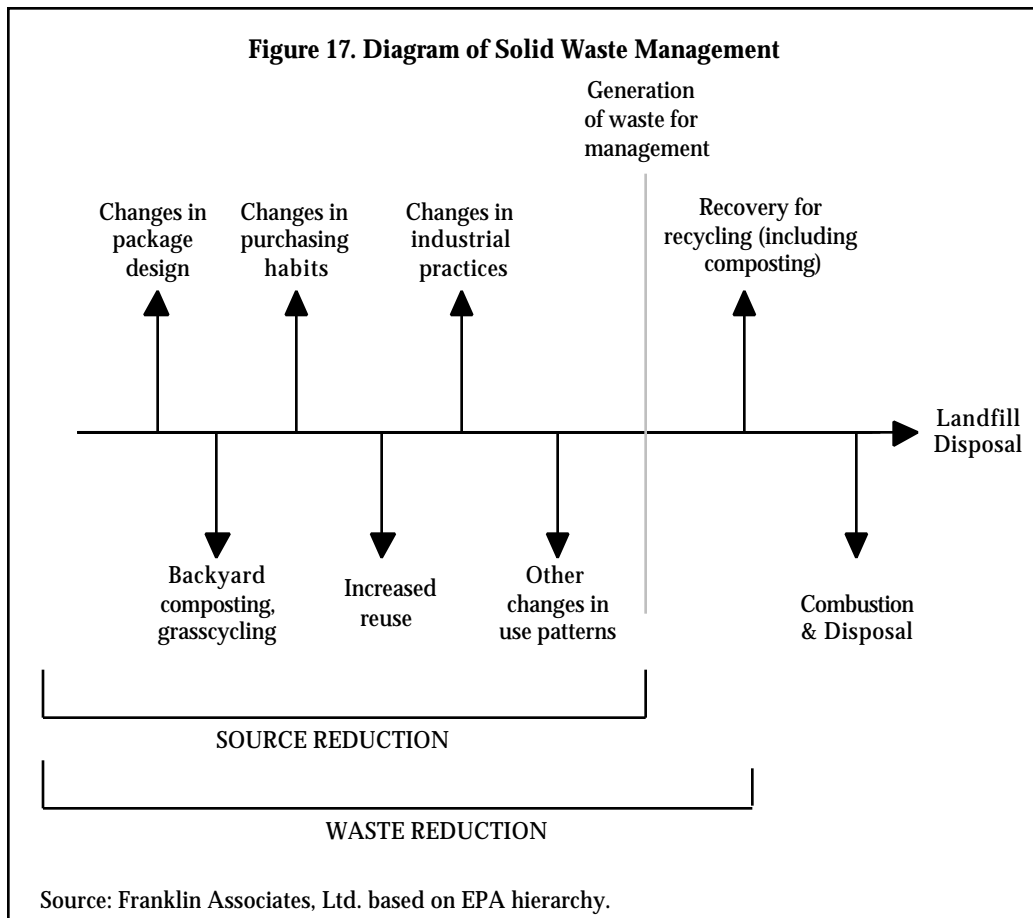 Figure 17. Diagram of Solid Waste Management
Generation
of waste for
management
Changes in
package
design
Changes in
purchasing
habits
Changes in
industrial
practices
Recovery for
recycling (including
composting)
Landfill
Disposal
Backyard
composting,
grasscycling
Increased
reuse
Other
changes in
use patterns
Combustion
& Disposal
SOURCE REDUCTION
WASTE REDUCTION
Source: Franklin Associates, Ltd. based on EPA hierarchy.